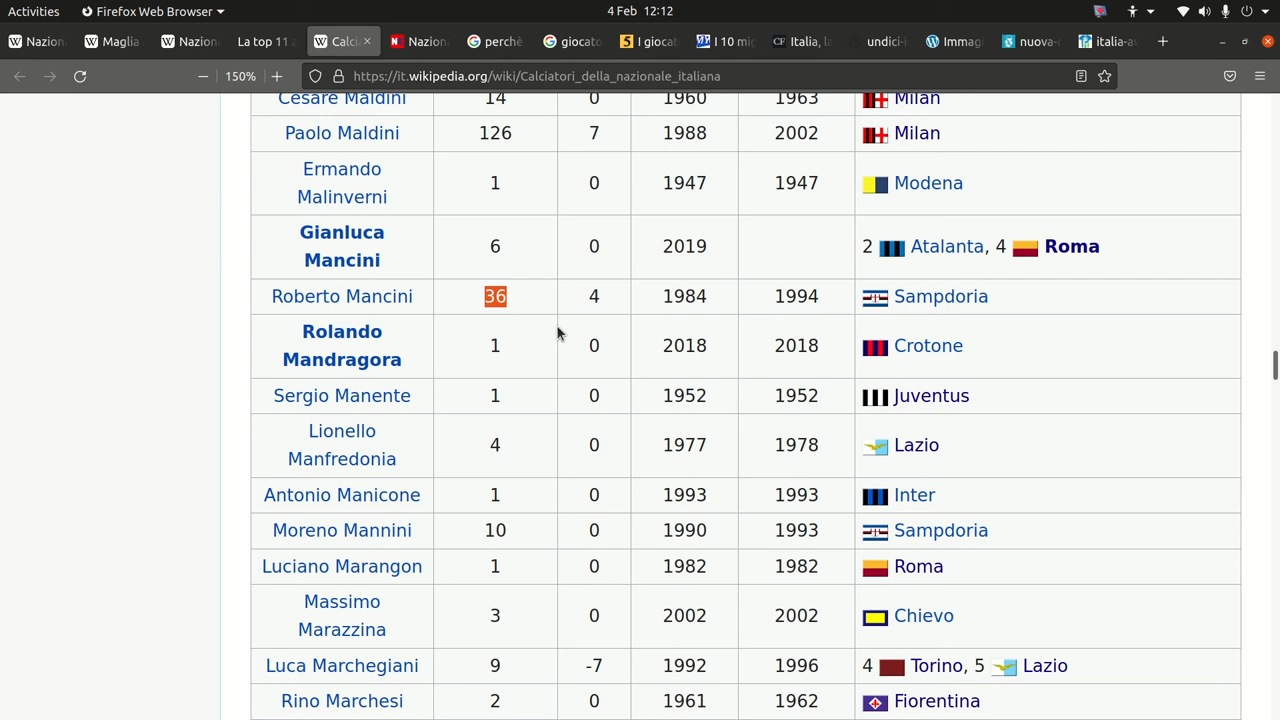 Activities Firefox Web Browser 4 Feb 12:12
Nazion Maglia Nazion La top 11 Calcia Nazion perchè giocato I giocat I 10 mig Italia, la undici-i Immagi nuova- italia-av
150% https://it.wikipedia.org/wiki/Calciatori_della_nazionale_italiana
Cesare Maldini 14 0 1960 1963 Milan
Paolo Maldini 126 7 1988 2002 Milan
Ermando
Malinverni 1 0 1947 1947 Modena
Gianluca
Mancini 6 0 2019 2 Atalanta, 4 Roma
Roberto Mancini 36 4 1984 1994 Sampdoria
Rolando
Mandragora 1 0 2018 2018 Crotone
Sergio Manente 1 0 1952 1952 Juventus
Lionello
Manfredonia 4 0 1977 1978 Lazio
Antonio Manicone 1 0 1993 1993 Inter
Moreno Mannini 10 0 1990 1993 Sampdoria
Luciano Marangon 1 0 1982 1982 Roma
Massimo
Marazzina 3 0 2002 2002 Chievo
Luca Marchegiani 9 -7 1992 1996 4 Torino, 5 Lazio
Rino Marchesi 2 0 1961 1962 Fiorentina